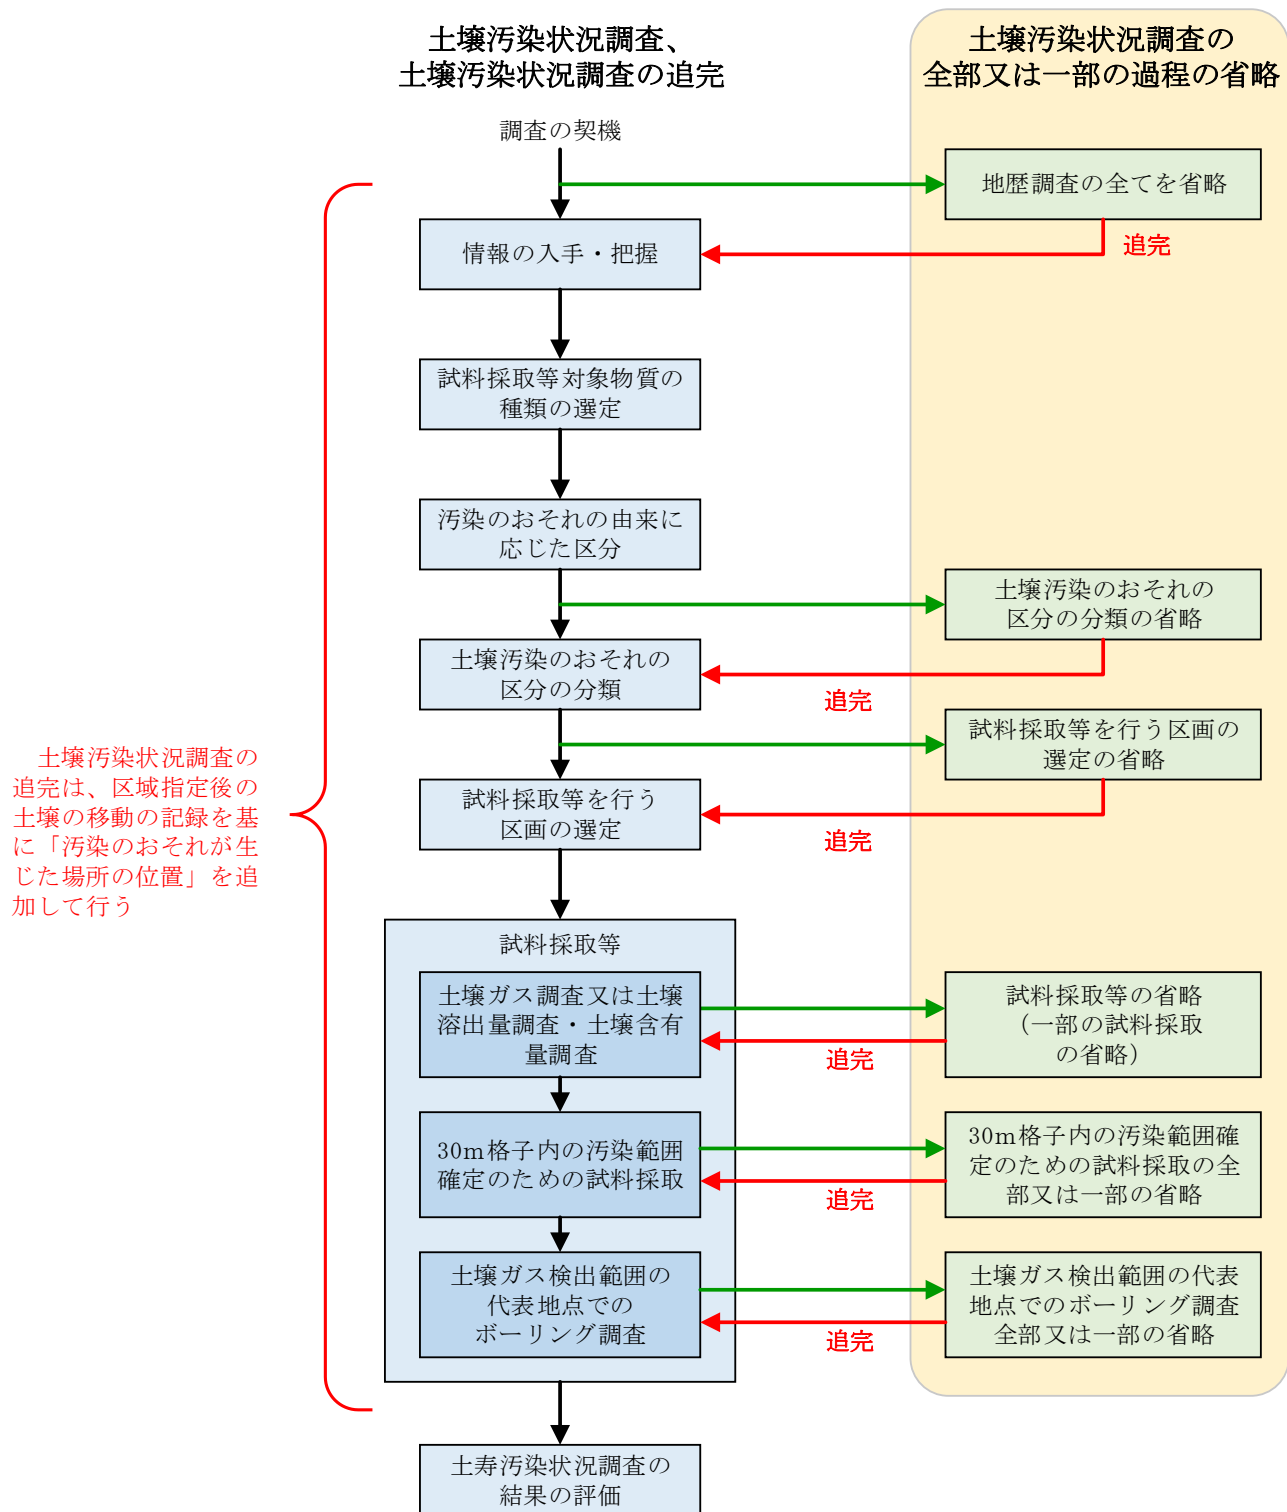 土壌汚染状況調査、
土壌汚染状況調査の追完
土壌汚染状況調査の
全部又は一部の過程の省略
調査の契機
地歴調査の全てを省略
追完
情報の入手・把握
試料採取等対象物質の
種類の選定
汚染のおそれの由来に
応じた区分
土壌汚染のおそれの
区分の分類の省略
土壌汚染のおそれの
区分の分類
追完
試料採取等を行う区画の
選定の省略
試料採取等を行う
区画の選定
追完
土壌汚染状況調査の
追完は、区域指定後の
土壌の移動の記録を基
に「汚染のおそれが生
じた場所の位置」を追
加して行う
試料採取等
土壌ガス調査又は土壌
溶出量調査・土壌含有
量調査
試料採取等の省略
（一部の試料採取
の省略）
追完
30m格子内の汚染範囲
確定のための試料採取
30m格子内の汚染範囲確
定のための試料採取の全
部又は一部の省略
追完
土壌ガス検出範囲の
代表地点での
ボーリング調査
土壌ガス検出範囲の代表
地点でのボーリング調査
全部又は一部の省略
追完
土寿汚染状況調査の
結果の評価